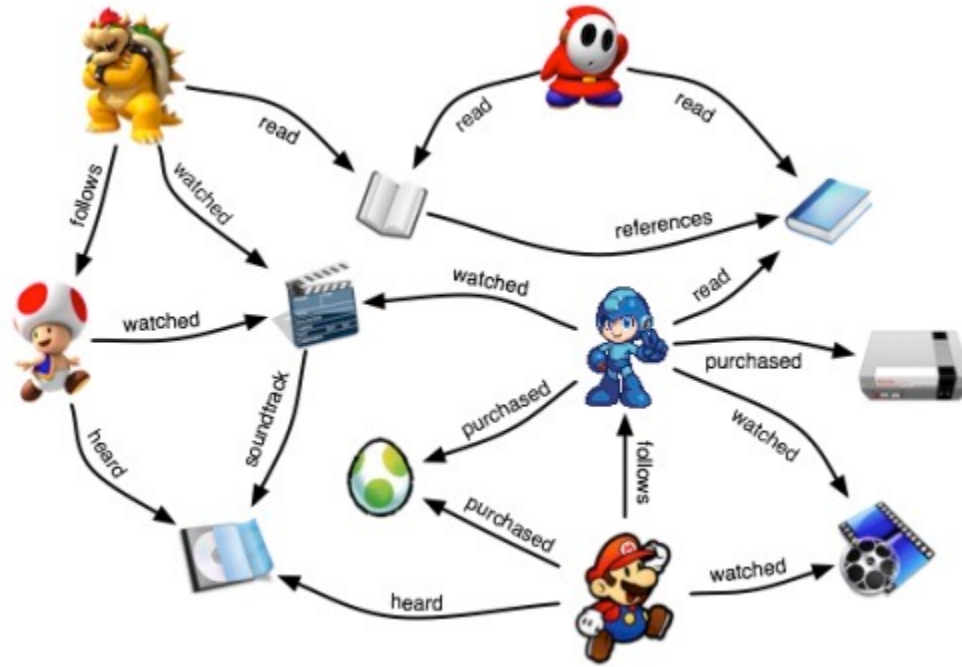 read
read
read
follows
watched
references
watched
read
watched
purchased
soundtrack
purchased
watched
heard
follows
purchased
watched
heard